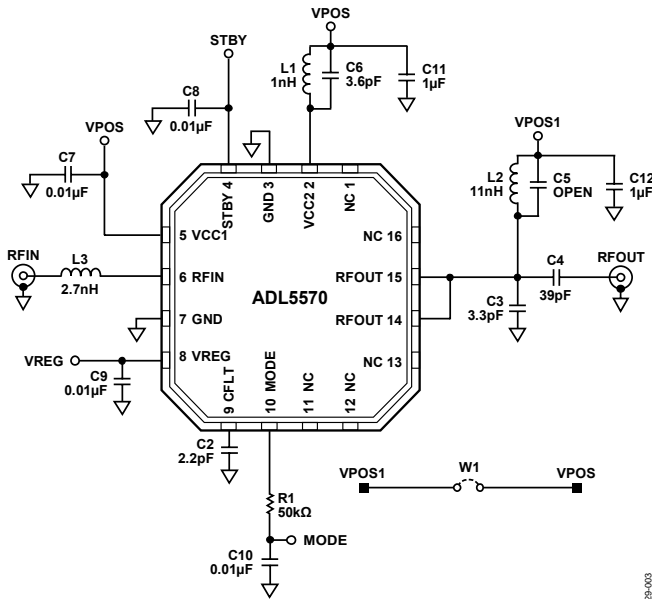 VPOS
STBY
L1
1nH
C6
3.6pF
C11
1µF
C8
0.01µF
VPOS
VPOS1
C7
0.01µF
L2
11nH
C5
OPEN
C12
1µF
STBY 4
GND 3
VCC2 2
NC 1
5 VCC1
NC 16
RFIN
L3
2.7nH
6 RFIN
RFOUT 15
C4
39pF
RFOUT
ADL5570
7 GND
RFOUT 14
C3
3.3pF
VREG
8 VREG
NC 13
C9
0.01µF
9 CFLT
10 MODE
11 NC
12 NC
C2
2.2pF
VPOS1
W1
VPOS
R1
50kΩ
MODE
C10
0.01µF
29-003